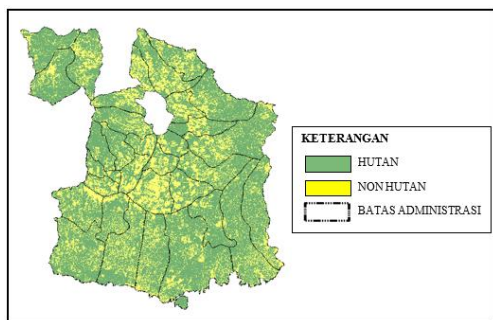 KETERANGAN
HUTAN
NON HUTAN
BATAS ADMINISTRASI